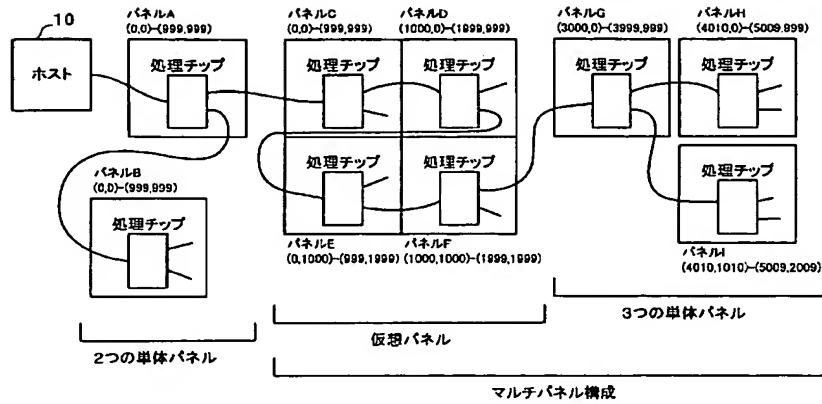 10
ホスト
パネルA
(0,0)-(999,999)
処理チップ
パネルB
(0,0)-(999,999)
処理チップ
パネルC
(0,0)-(999,999)
処理チップ
パネルD
(1000,0)-(1999,999)
処理チップ
処理チップ
パネルE
(0,1000)-(999,1999)
処理チップ
パネルF
(1000,1000)-(1999,1999)
パネルG
(3000,0)-(3999,999)
処理チップ
パネルH
(4010,0)-(5009,999)
処理チップ
処理チップ
パネルI
(4010,1010)-(5009,2009)
2つの単体パネル
仮想パネル
3つの単体パネル
マルチパネル構成